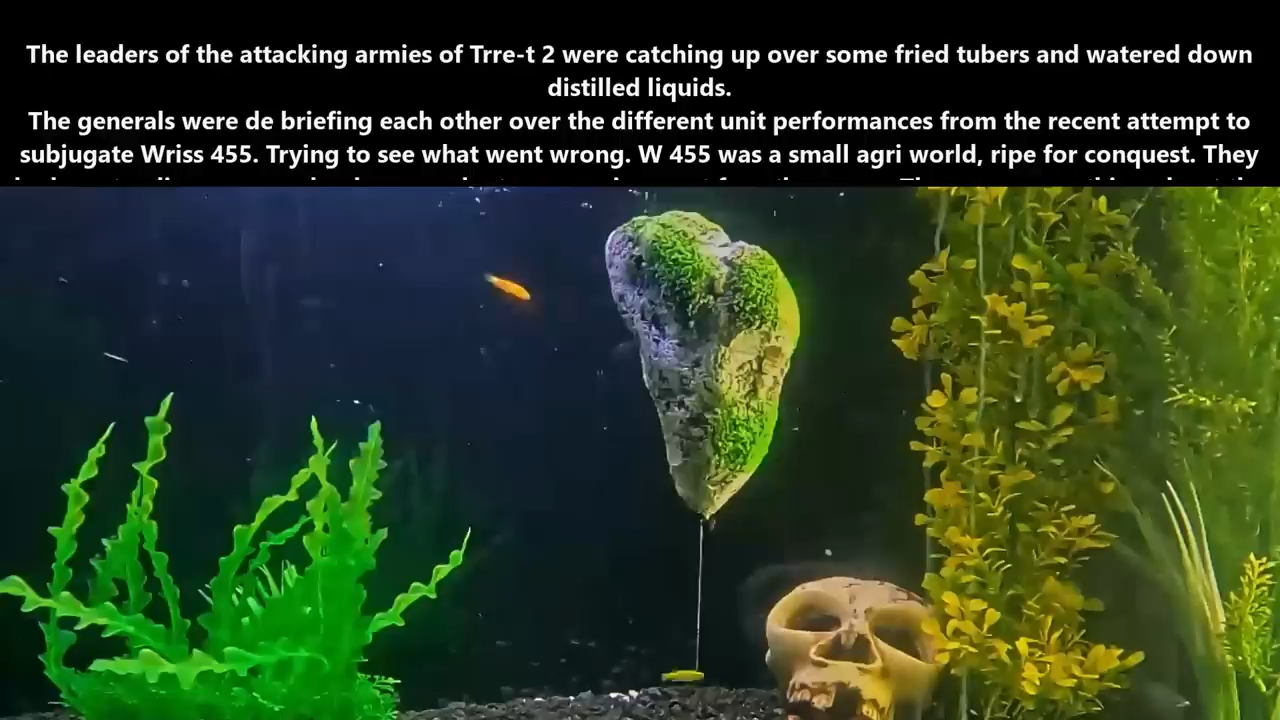 The leaders of the attacking armies of Trre-t 2 were catching up over some fried tubers and watered down
distilled liquids.
The generals were de briefing each other over the different unit performances from the recent attempt to
subjugate Wriss 455. Trying to see what went wrong. W 455 was a small agri world, ripe for conquest. They